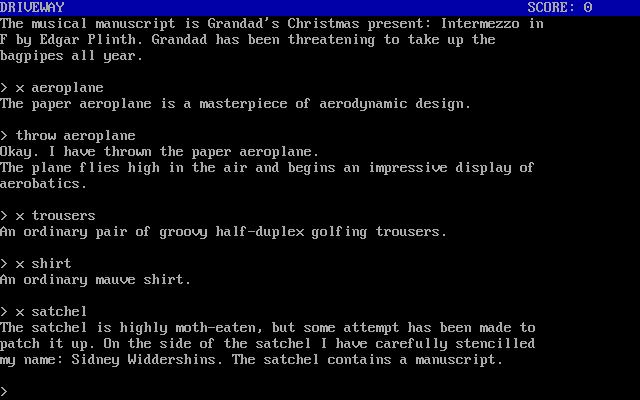 DRIVEWAY SCORE: 0
The musical manuscript is Grandad's Christmas present: Intermezzo in
F by Edgar Plinth. Grandad has been threatening to take up the
bagpipes all year.
> x aeroplane
The paper aeroplane is a masterpiece of aerodynamic design.
> throw aeroplane
Okay. I have thrown the paper aeroplane.
The plane flies high in the air and begins an impressive display of
aerobatics.
> x trousers
An ordinary pair of groovy half-duplex golfing trousers.
> x shirt
An ordinary mauve shirt.
> x satchel
The satchel is highly moth-eaten, but some attempt has been made to
patch it up. On the side of the satchel I have carefully stencilled
my name: Sidney Widdershins. The satchel contains a manuscript.
>